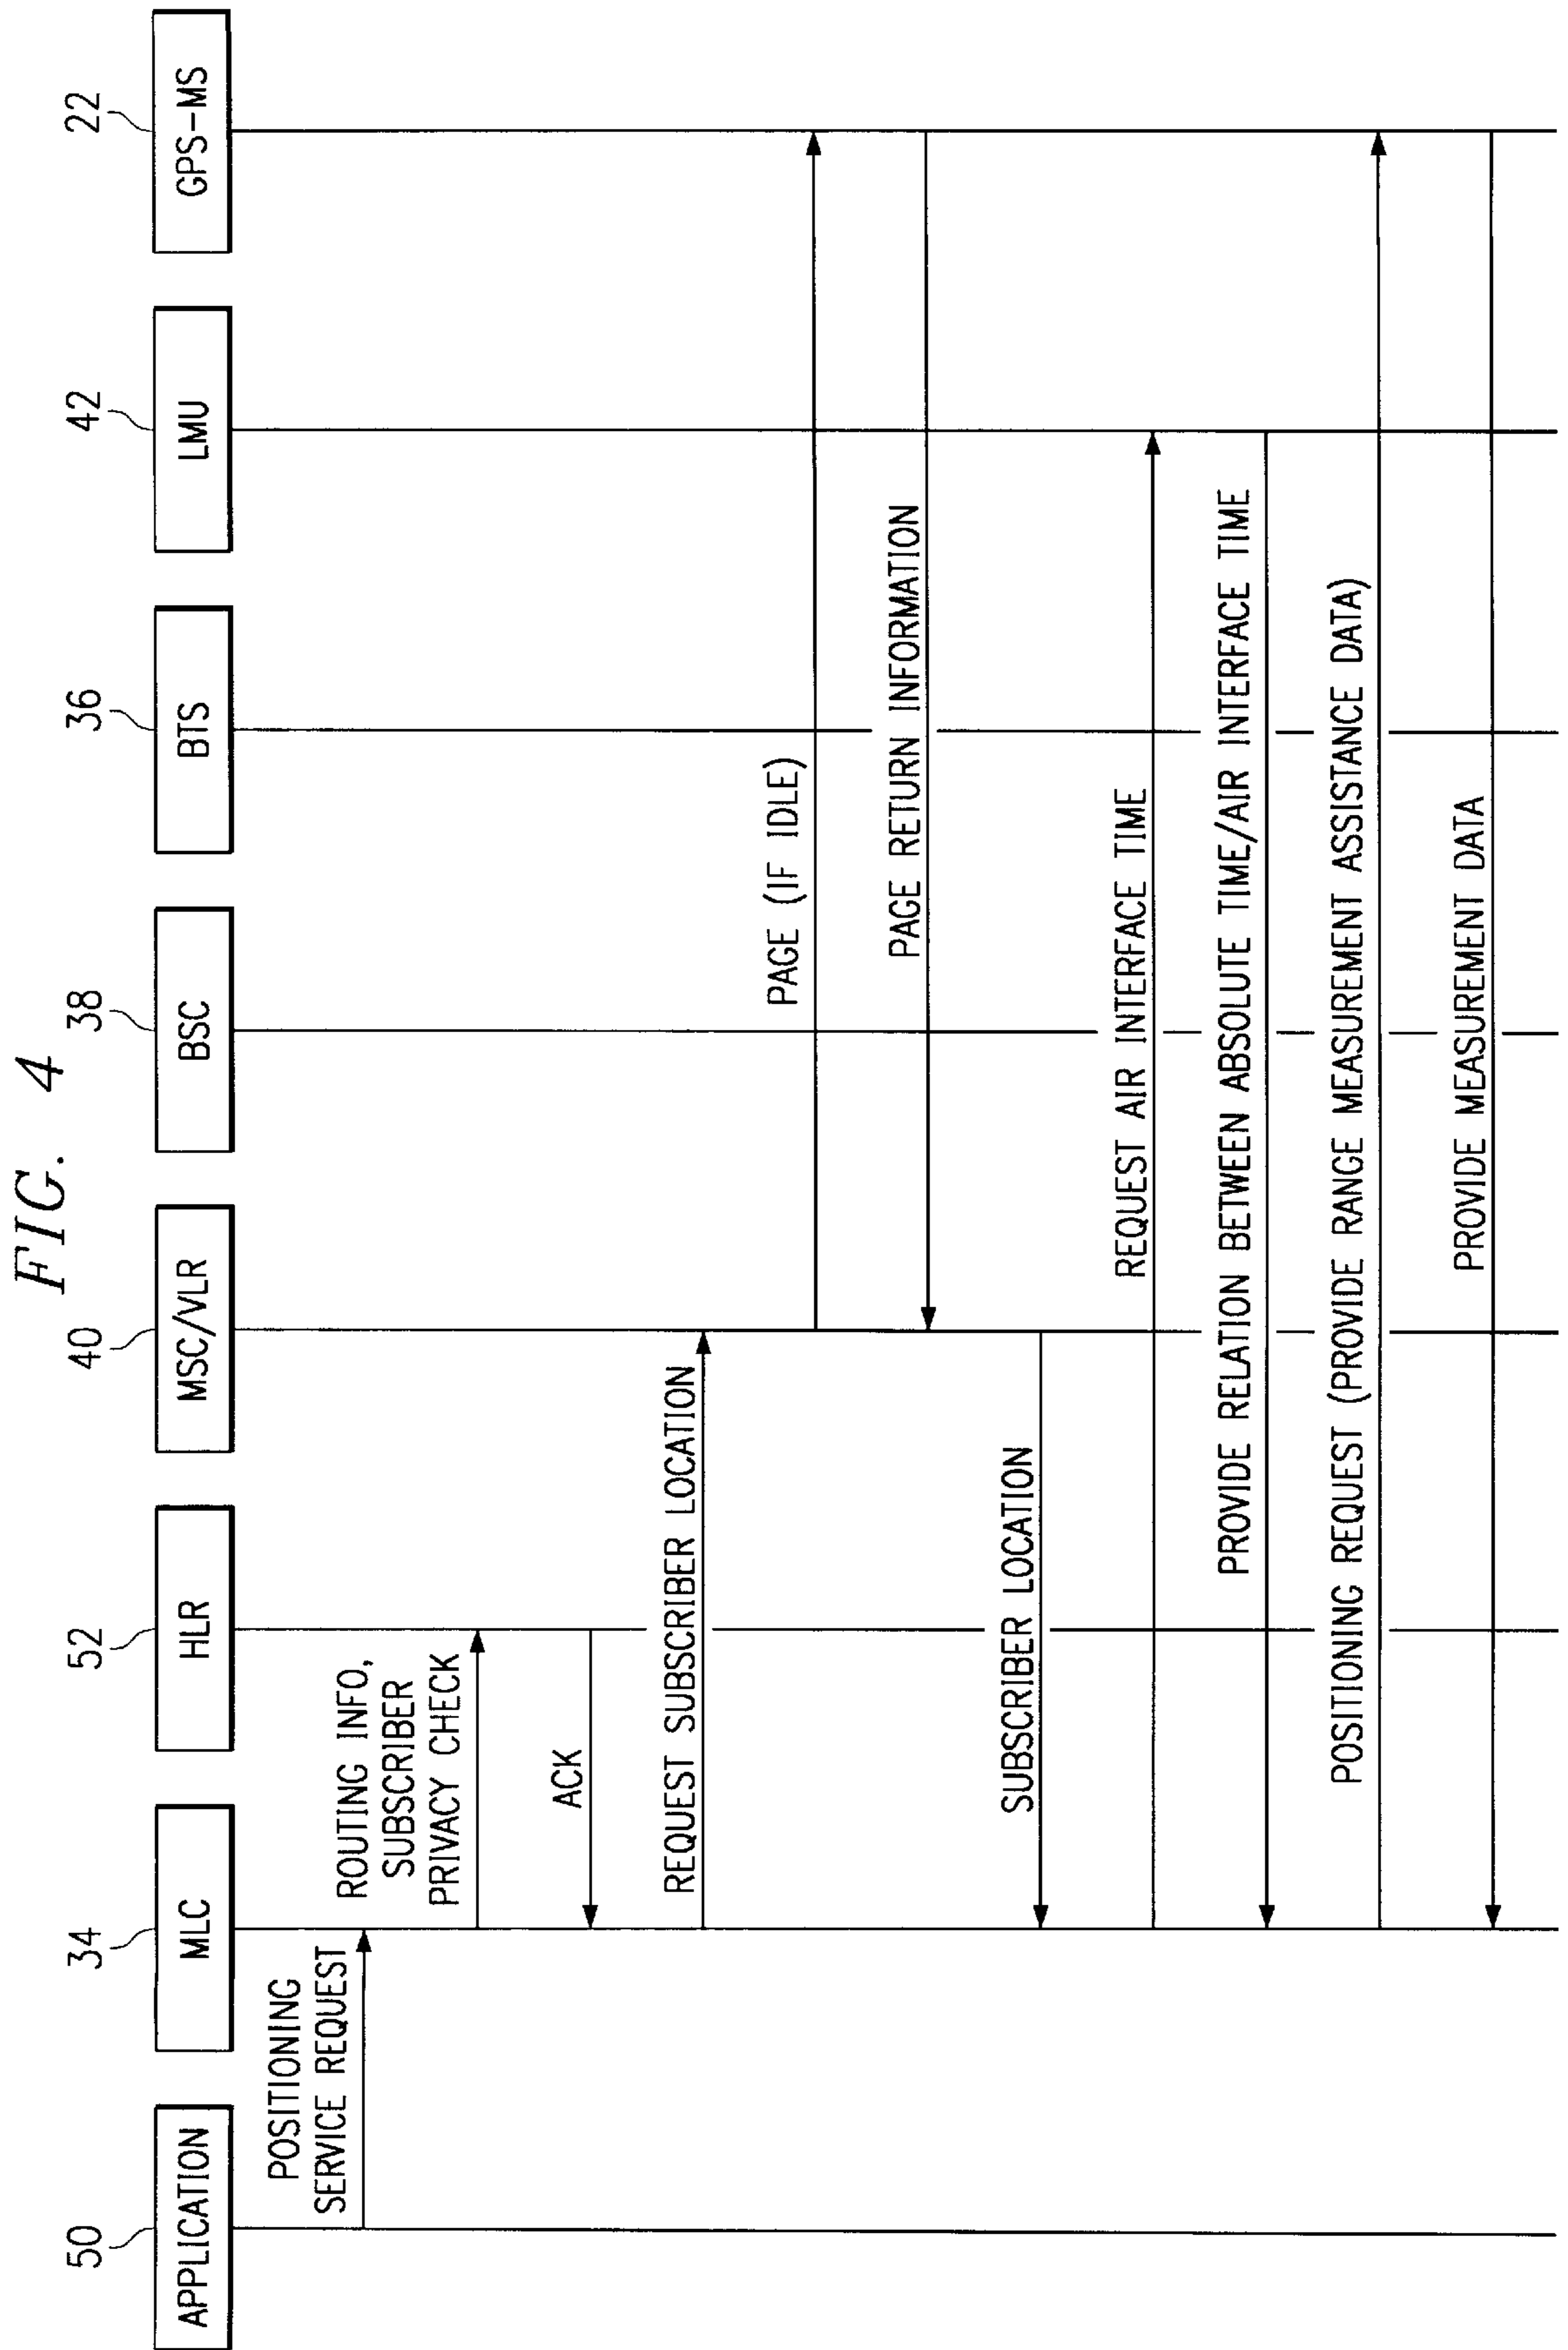 FIG. 4
50
34
52
40
38
36
42
22
APPLICATION
MLC
HLR
MSC/VLR
BSC
BTS
LMU
GPS-MS
POSITIONING
SERVICE REQUEST
ROUTING INFO,
SUBSCRIBER
PRIVACY CHECK
ACK
REQUEST SUBSCRIBER LOCATION
PAGE (IF IDLE)
PAGE RETURN INFORMATION
SUBSCRIBER LOCATION
REQUEST AIR INTERFACE TIME
PROVIDE RELATION BETWEEN ABSOLUTE TIME/AIR INTERFACE TIME
POSITIONING REQUEST (PROVIDE RANGE MEASUREMENT ASSISTANCE DATA)
PROVIDE MEASUREMENT DATA